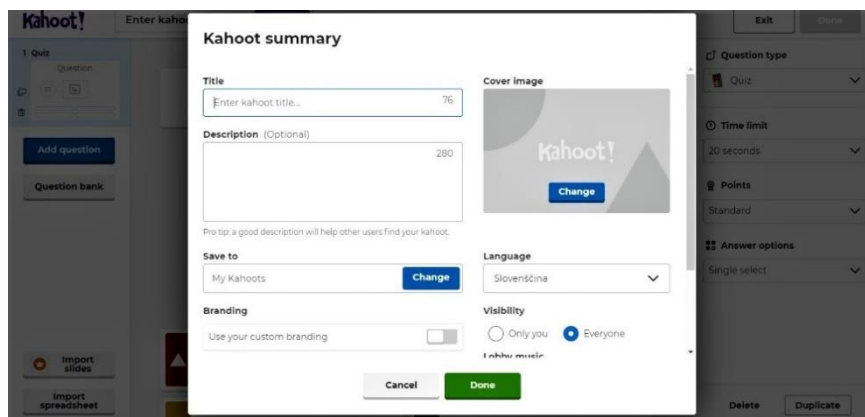 Kahoot!
Enter kaho
Exit
Done
1 Quiz
Question
Add question
Question bank
Import slides
Import spreadsheet
Kahoot summary
Title
Enter kahoot title...
76
Description (Optional)
280
Pro tip: a good description will help other users find your kahoot.
Save to
My Kahoots
Change
Branding
Use your custom branding
Cover image
Kahoot!
Change
Language
Slovenščina
Visibility
Only you
Everyone
Lobby music
Cancel
Done
Question type
Quiz
Time limit
20 seconds
Points
Standard
Answer options
Single select
Delete
Duplicate